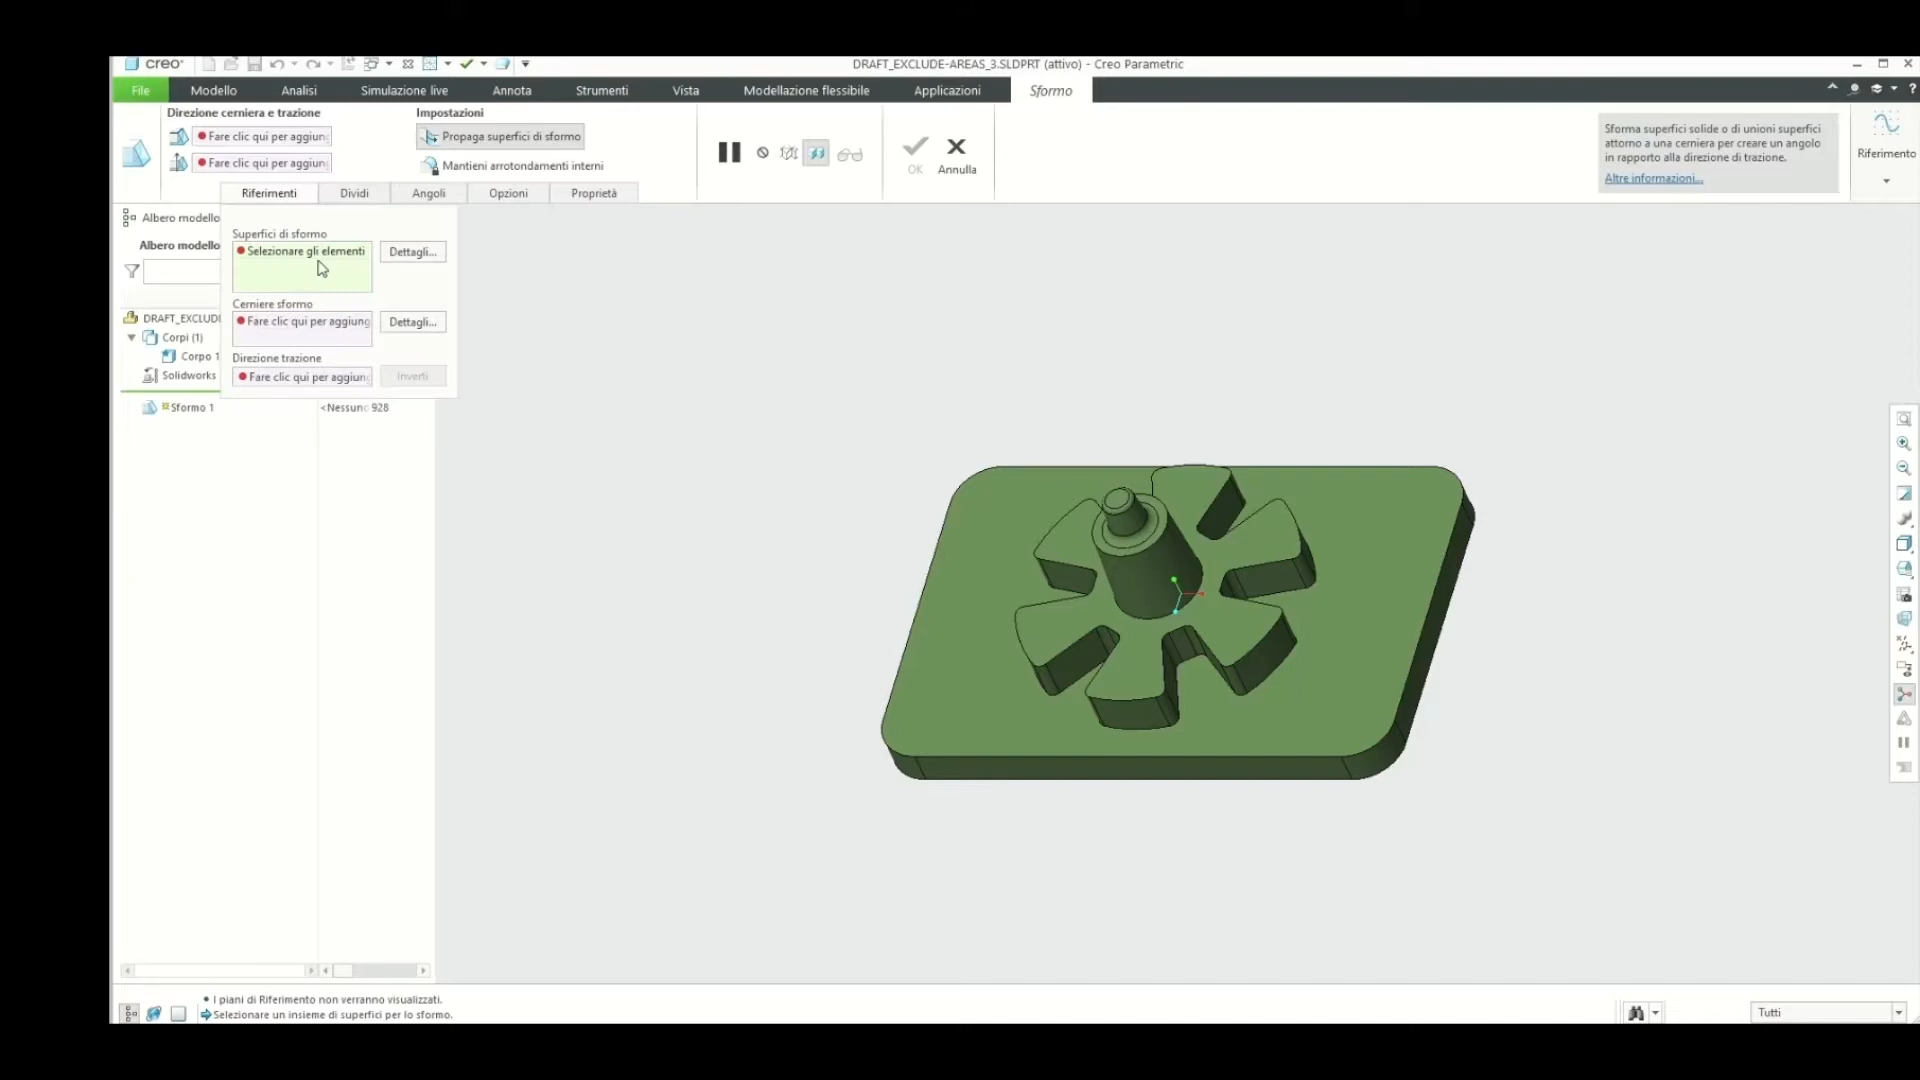 creo®
DRAFT_EXCLUDE-AREAS_3.SLDPRT (attivo) - Creo Parametric
File
Modello
Analisi
Simulazione live
Annota
Strumenti
Vista
Modellazione flessibile
Applicazioni
Sformo
Direzione cerniera e trazione
Fare clic qui per aggiun
Fare clic qui per aggiun
Impostazioni
Propaga superfici di sformo
Mantieni arrotondamenti interni
OK
Annulla
Sforma superfici solide o di unioni superfici
attorno a una cerniera per creare un angolo
in rapporto alla direzione di trazione.
Altre informazioni...
Riferimento
Riferimenti
Dividi
Angoli
Opzioni
Proprietà
Albero modello
Albero modello
Superfici di sformo
Selezionare gli elementi
Dettagli...
Cerniere sformo
Fare clic qui per aggiung
Dettagli...
Direzione trazione
Fare clic qui per aggiun
Inverti
DRAFT_EXCLUD
Corpi (1)
Corpo 1
Solidworks
Sformo 1
<Nessun 928
• I piani di Riferimento non verranno visualizzati.
Selezionare un insieme di superfici per lo sformo.
Tutti